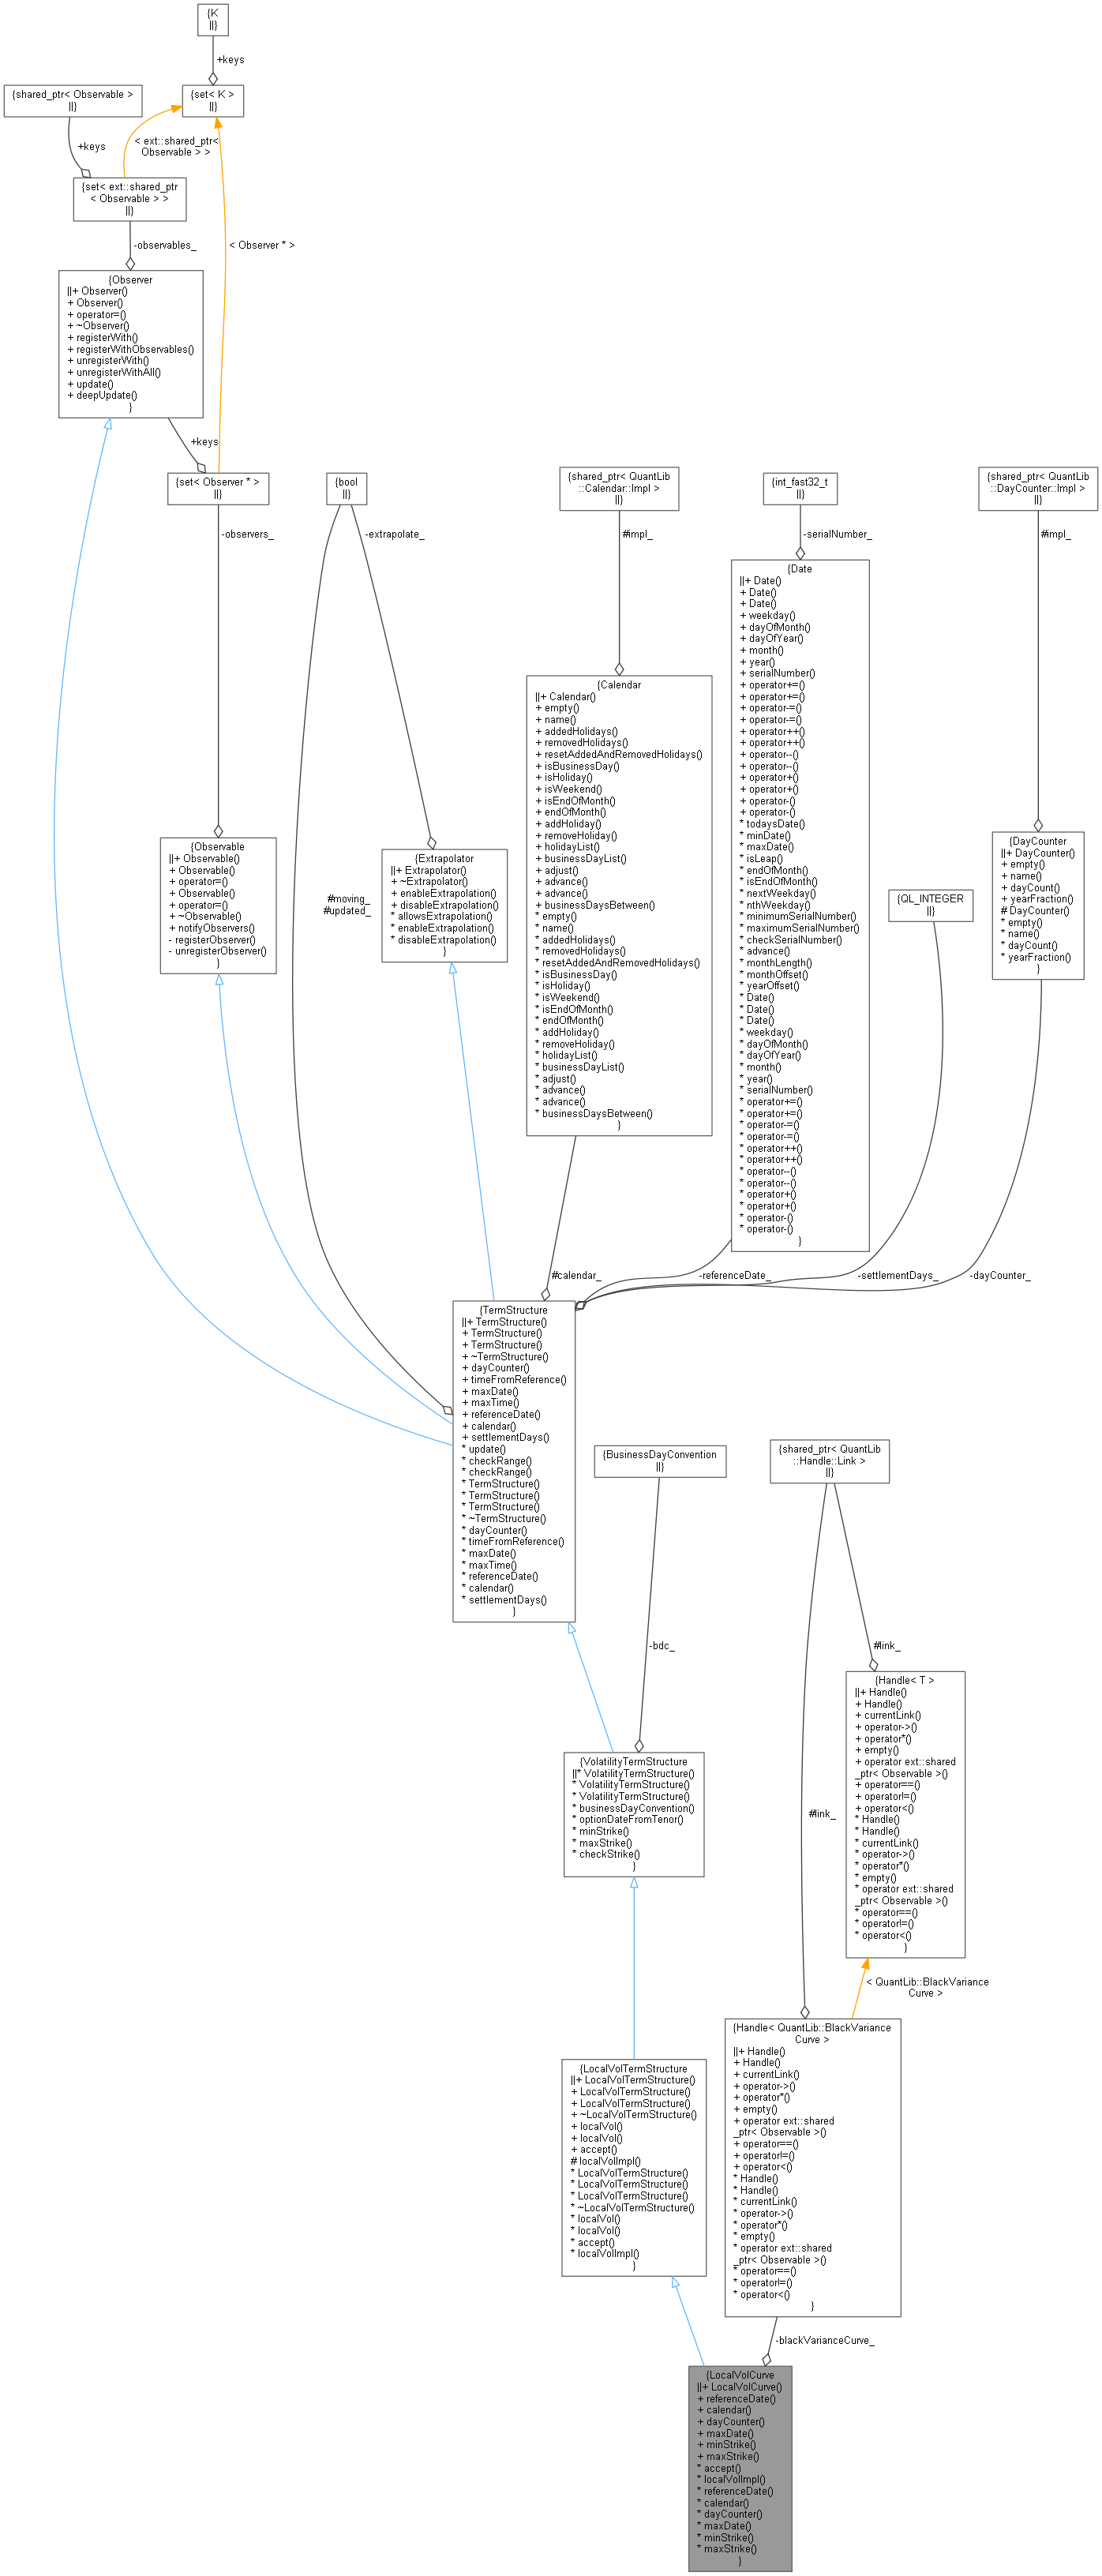 {K
||}
+keys
{shared_ptr< Observable >
||}
{set< K >
||}
+keys
< ext::shared_ptr<
Observable > >
{set< ext::shared_ptr
< Observable > >
||}
-observables_
< Observer * >
{Observer
||+ Observer()
+ Observer()
+ operator=()
+ ~Observer()
+ registerWith()
+ registerWithObservables()
+ unregisterWith()
+ unregisterWithAll()
+ update()
+ deepUpdate()
}
+keys
{set< Observer * >
||}
{bool
||}
{shared_ptr< QuantLib
::Calendar::Impl >
||}
{int_fast32_t
||}
{shared_ptr< QuantLib
::DayCounter::Impl >
||}
-observers_
-extrapolate_
#impl_
-serialNumber_
#impl_
{Date
||+ Date()
+ Date()
+ Date()
+ weekday()
+ dayOfMonth()
+ dayOfYear()
+ month()
+ year()
+ serialNumber()
+ operator+=()
+ operator+=()
+ operator-=()
+ operator-=()
+ operator++()
+ operator++()
+ operator--()
+ operator--()
+ operator+()
+ operator+()
+ operator-()
+ operator-()
* todaysDate()
* minDate()
* maxDate()
* isLeap()
* endOfMonth()
* isEndOfMonth()
* nextWeekday()
* nthWeekday()
* minimumSerialNumber()
* maximumSerialNumber()
* checkSerialNumber()
* advance()
* monthLength()
* monthOffset()
* yearOffset()
* Date()
* Date()
* Date()
* weekday()
* dayOfMonth()
* dayOfYear()
* month()
* year()
* serialNumber()
* operator+=()
* operator+=()
* operator-=()
* operator-=()
* operator++()
* operator++()
* operator--()
* operator--()
* operator+()
* operator+()
* operator-()
* operator-()
}
{Calendar
||+ Calendar()
+ empty()
+ name()
+ addedHolidays()
+ removedHolidays()
+ resetAddedAndRemovedHolidays()
+ isBusinessDay()
+ isHoliday()
+ isWeekend()
+ isEndOfMonth()
+ endOfMonth()
+ addHoliday()
+ removeHoliday()
+ holidayList()
+ businessDayList()
+ adjust()
+ advance()
+ advance()
+ businessDaysBetween()
* empty()
* name()
* addedHolidays()
* removedHolidays()
* resetAddedAndRemovedHolidays()
* isBusinessDay()
* isHoliday()
* isWeekend()
* isEndOfMonth()
* endOfMonth()
* addHoliday()
* removeHoliday()
* holidayList()
* businessDayList()
* adjust()
* advance()
* advance()
* businessDaysBetween()
}
{Observable
||+ Observable()
+ Observable()
+ operator=()
+ Observable()
+ operator=()
+ ~Observable()
+ notifyObservers()
- registerObserver()
- unregisterObserver()
}
#moving_
#updated_
{Extrapolator
||+ Extrapolator()
+ ~Extrapolator()
+ enableExtrapolation()
+ disableExtrapolation()
* allowsExtrapolation()
* enableExtrapolation()
* disableExtrapolation()
}
{QL_INTEGER
||}
{DayCounter
||+ DayCounter()
+ empty()
+ name()
+ dayCount()
+ yearFraction()
# DayCounter()
* empty()
* name()
* dayCount()
* yearFraction()
}
#calendar_
-referenceDate_
-settlementDays_
-dayCounter_
{TermStructure
||+ TermStructure()
+ TermStructure()
+ TermStructure()
+ ~TermStructure()
+ dayCounter()
+ timeFromReference()
+ maxDate()
+ maxTime()
+ referenceDate()
+ calendar()
+ settlementDays()
* update()
* checkRange()
* checkRange()
* TermStructure()
* TermStructure()
* TermStructure()
* ~TermStructure()
* dayCounter()
* timeFromReference()
* maxDate()
* maxTime()
* referenceDate()
* calendar()
* settlementDays()
}
{BusinessDayConvention
||}
{shared_ptr< QuantLib
::Handle::Link >
||}
-bdc_
#link_
{Handle< T >
||+ Handle()
+ Handle()
+ currentLink()
+ operator->()
+ operator*()
+ empty()
+ operator ext::shared
_ptr< Observable >()
+ operator==()
+ operator!=()
+ operator<()
* Handle()
* Handle()
* currentLink()
* operator->()
* operator*()
* empty()
* operator ext::shared
_ptr< Observable >()
* operator==()
* operator!=()
* operator<()
}
{VolatilityTermStructure
||* VolatilityTermStructure()
* VolatilityTermStructure()
* VolatilityTermStructure()
* businessDayConvention()
* optionDateFromTenor()
* minStrike()
* maxStrike()
* checkStrike()
}
#link_
< QuantLib::BlackVariance
Curve >
{Handle< QuantLib::BlackVariance
Curve >
||+ Handle()
+ Handle()
+ currentLink()
+ operator->()
+ operator*()
+ empty()
+ operator ext::shared
_ptr< Observable >()
+ operator==()
+ operator!=()
+ operator<()
* Handle()
* Handle()
* currentLink()
* operator->()
* operator*()
* empty()
* operator ext::shared
_ptr< Observable >()
* operator==()
* operator!=()
* operator<()
}
{LocalVolTermStructure
||+ LocalVolTermStructure()
+ LocalVolTermStructure()
+ LocalVolTermStructure()
+ ~LocalVolTermStructure()
+ localVol()
+ localVol()
+ accept()
# localVolImpl()
* LocalVolTermStructure()
* LocalVolTermStructure()
* LocalVolTermStructure()
* ~LocalVolTermStructure()
* localVol()
* localVol()
* accept()
* localVolImpl()
}
-blackVarianceCurve_
{LocalVolCurve
||+ LocalVolCurve()
+ referenceDate()
+ calendar()
+ dayCounter()
+ maxDate()
+ minStrike()
+ maxStrike()
* accept()
* localVolImpl()
* referenceDate()
* calendar()
* dayCounter()
* maxDate()
* minStrike()
* maxStrike()
}